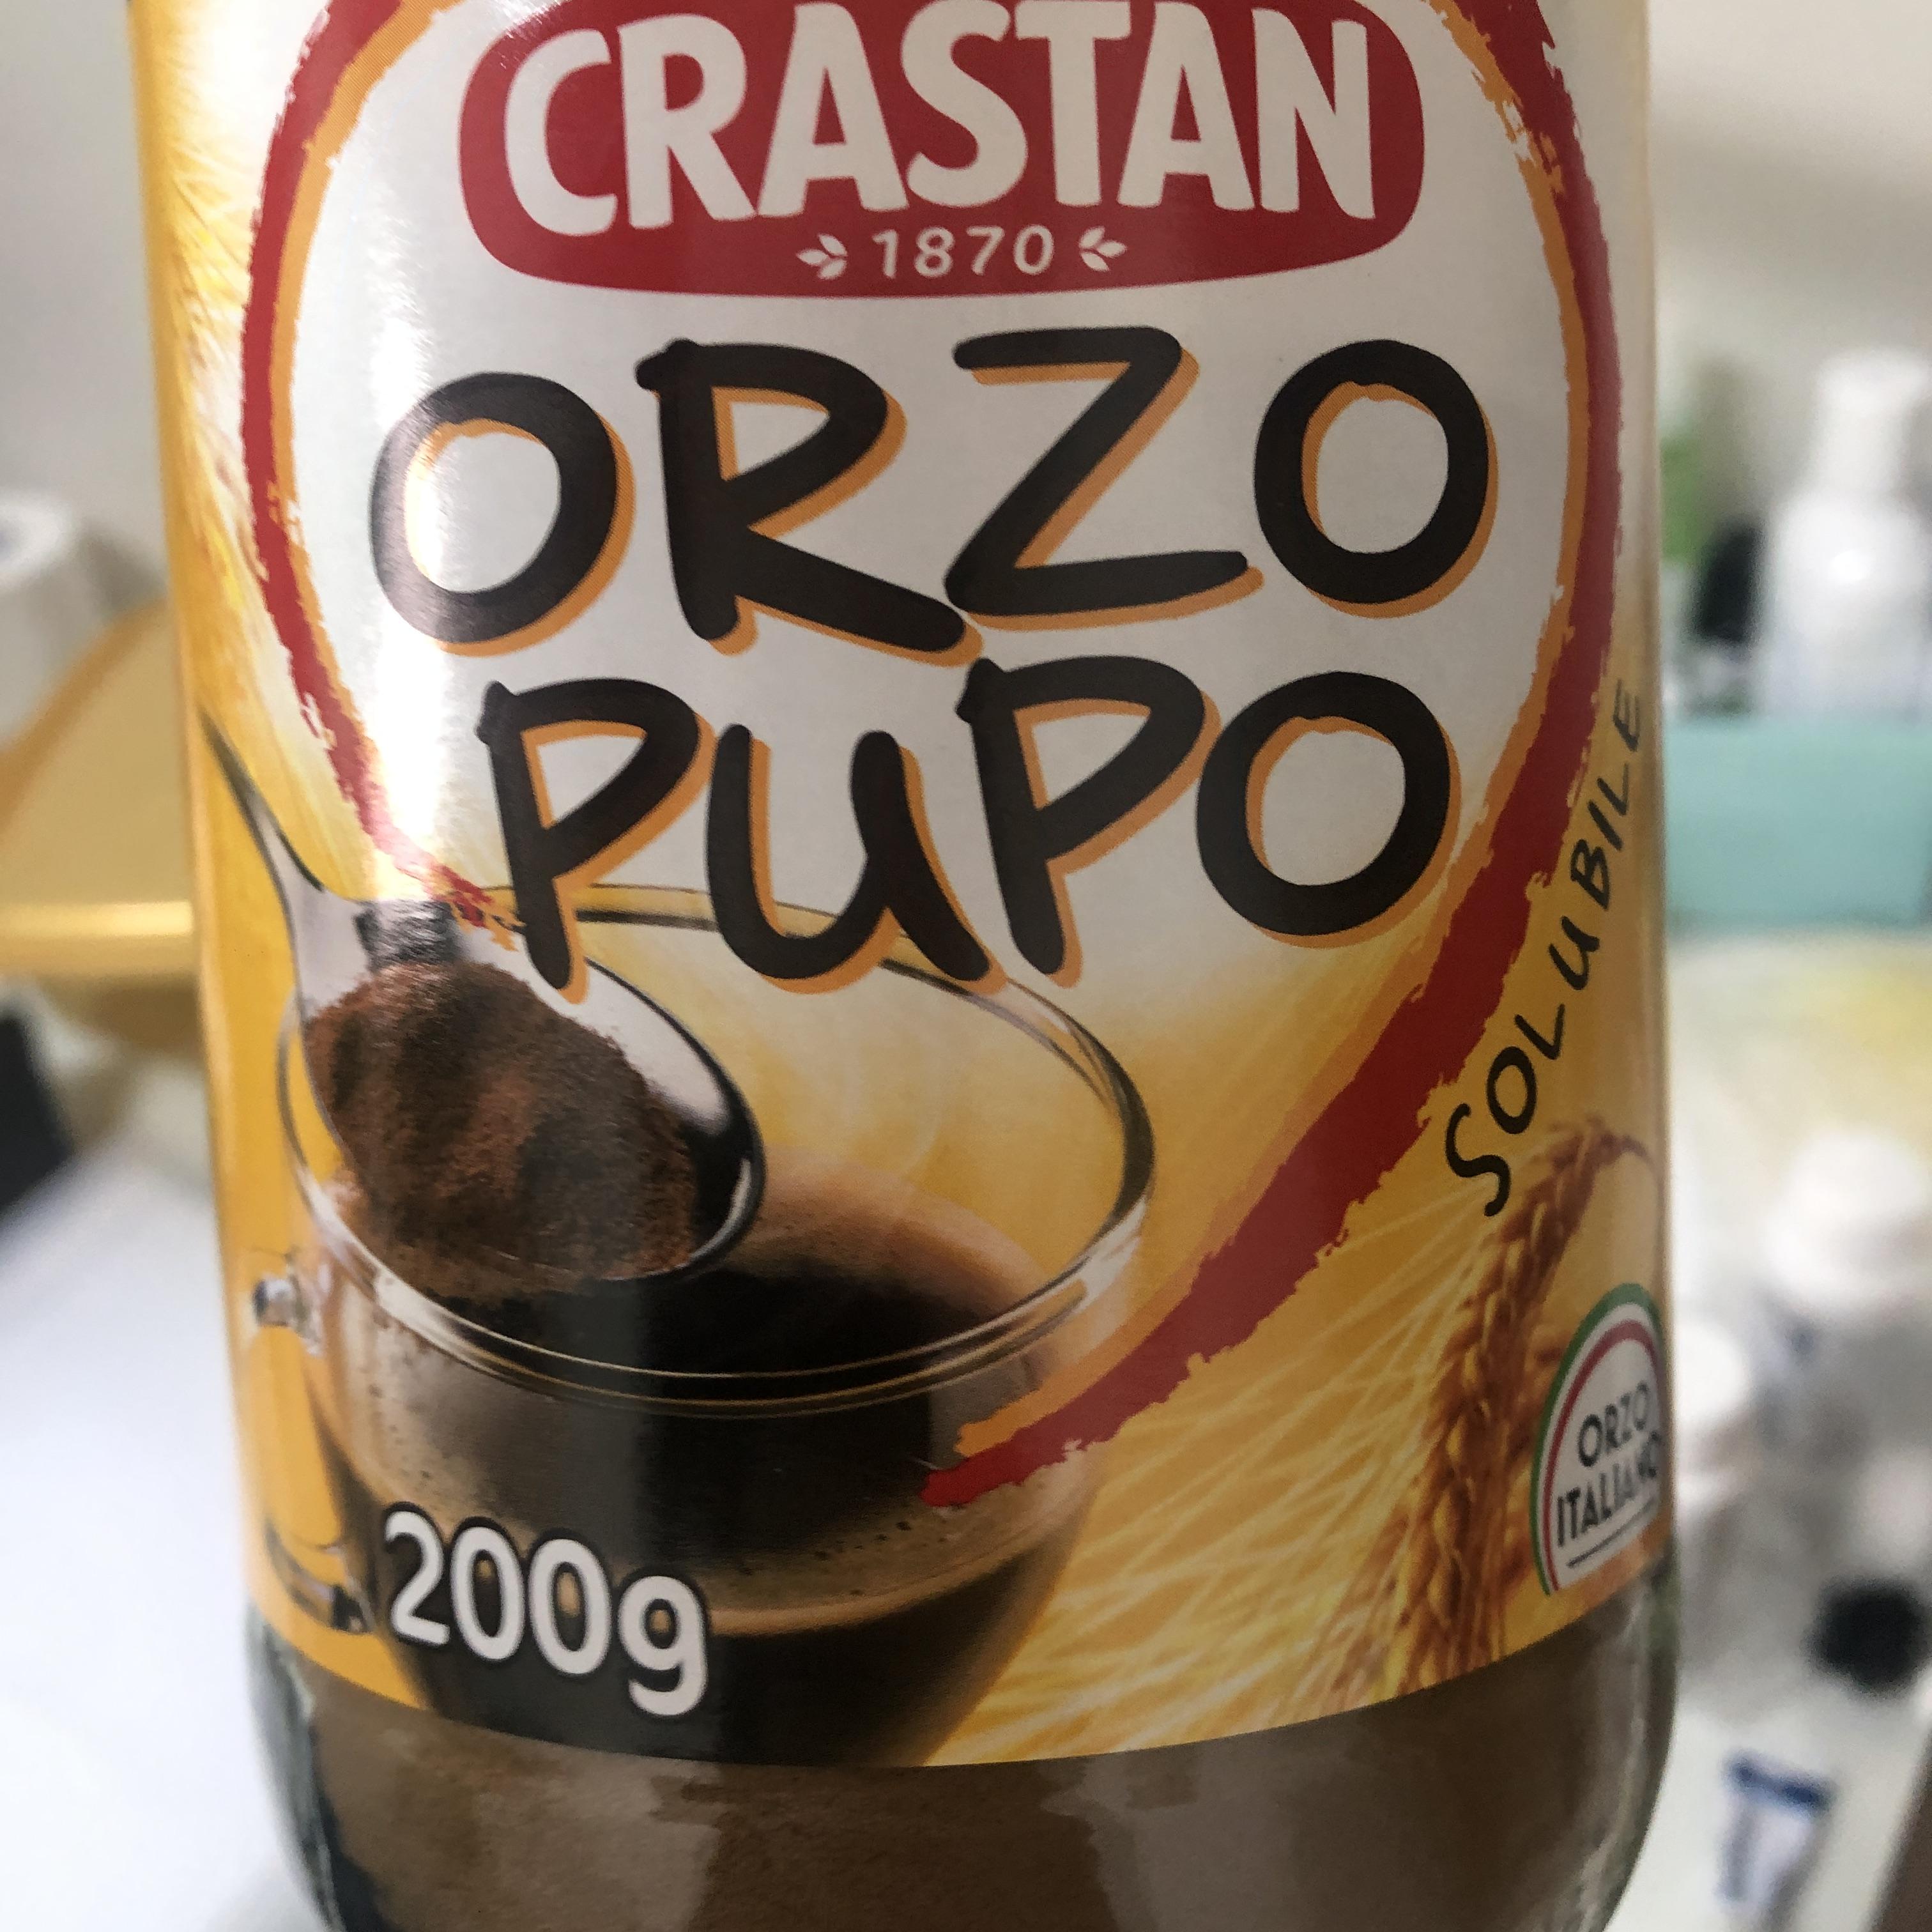 CRASTAN
1870
ORZO
PUPO
SOLUBILE
ORZO
ITALIANO
200g